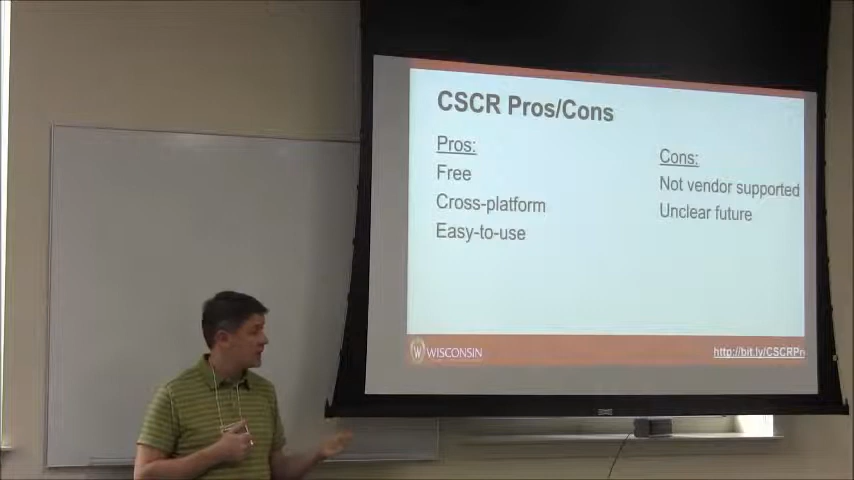 CSCR Pros/Cons
Pros:
Free
Cross-platform
Easy-to-use
Cons:
Not vendor supported
Unclear future
W WISCONSIN
http://bit.ly/CSCRPr